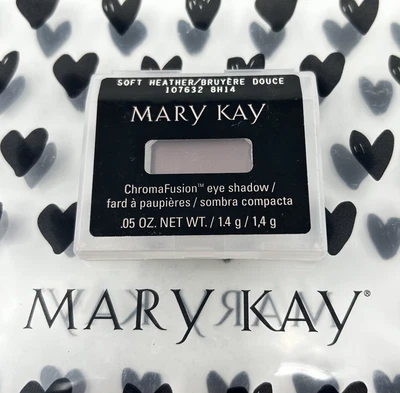 SOFT HEATHER/BRUYÈRE DOUCE
107632 8H14
MARY KAY
ChromaFusion™ eye shadow /
fard à paupières / sombra compacta
.05 OZ. NET WT. / 1.4 g / 1,4 g
MARY KAY®